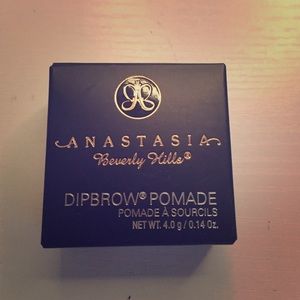 ANASTASIA
Beverly Hills®
DIPBROW® POMADE
POMADE À SOURCILS
NET WT. 4.0 g / 0.14 Oz.